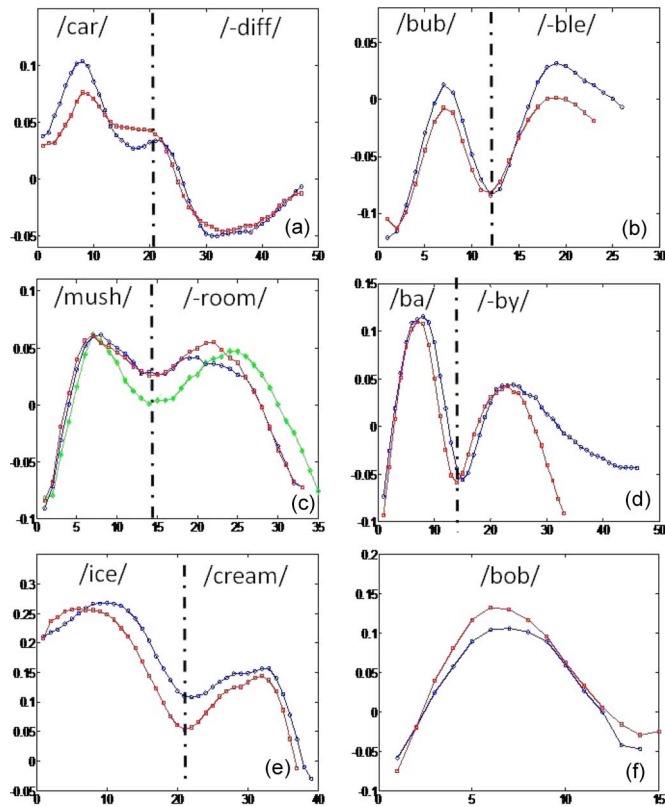 /car/ /-diff/
0.1
0.05
0
-0.05
0 10 20 30 40 50
(a)
/bub/ /-ble/
0.05
0
-0.05
-0.1
0 5 10 15 20 25 30
(b)
/mush/ /-room/
0.1
0.05
0
-0.05
-0.1
0 5 10 15 20 25 30 35
(c)
/ba/ /-by/
0.15
0.1
0.05
0
-0.05
-0.1
0 10 20 30 40 50
(d)
/ice/ /cream/
0.3
0.25
0.2
0.15
0.1
0.05
0
-0.05
0 10 20 30 40
(e)
/bob/
0.2
0.15
0.1
0.05
0
-0.05
-0.1
0 5 10 15
(f)